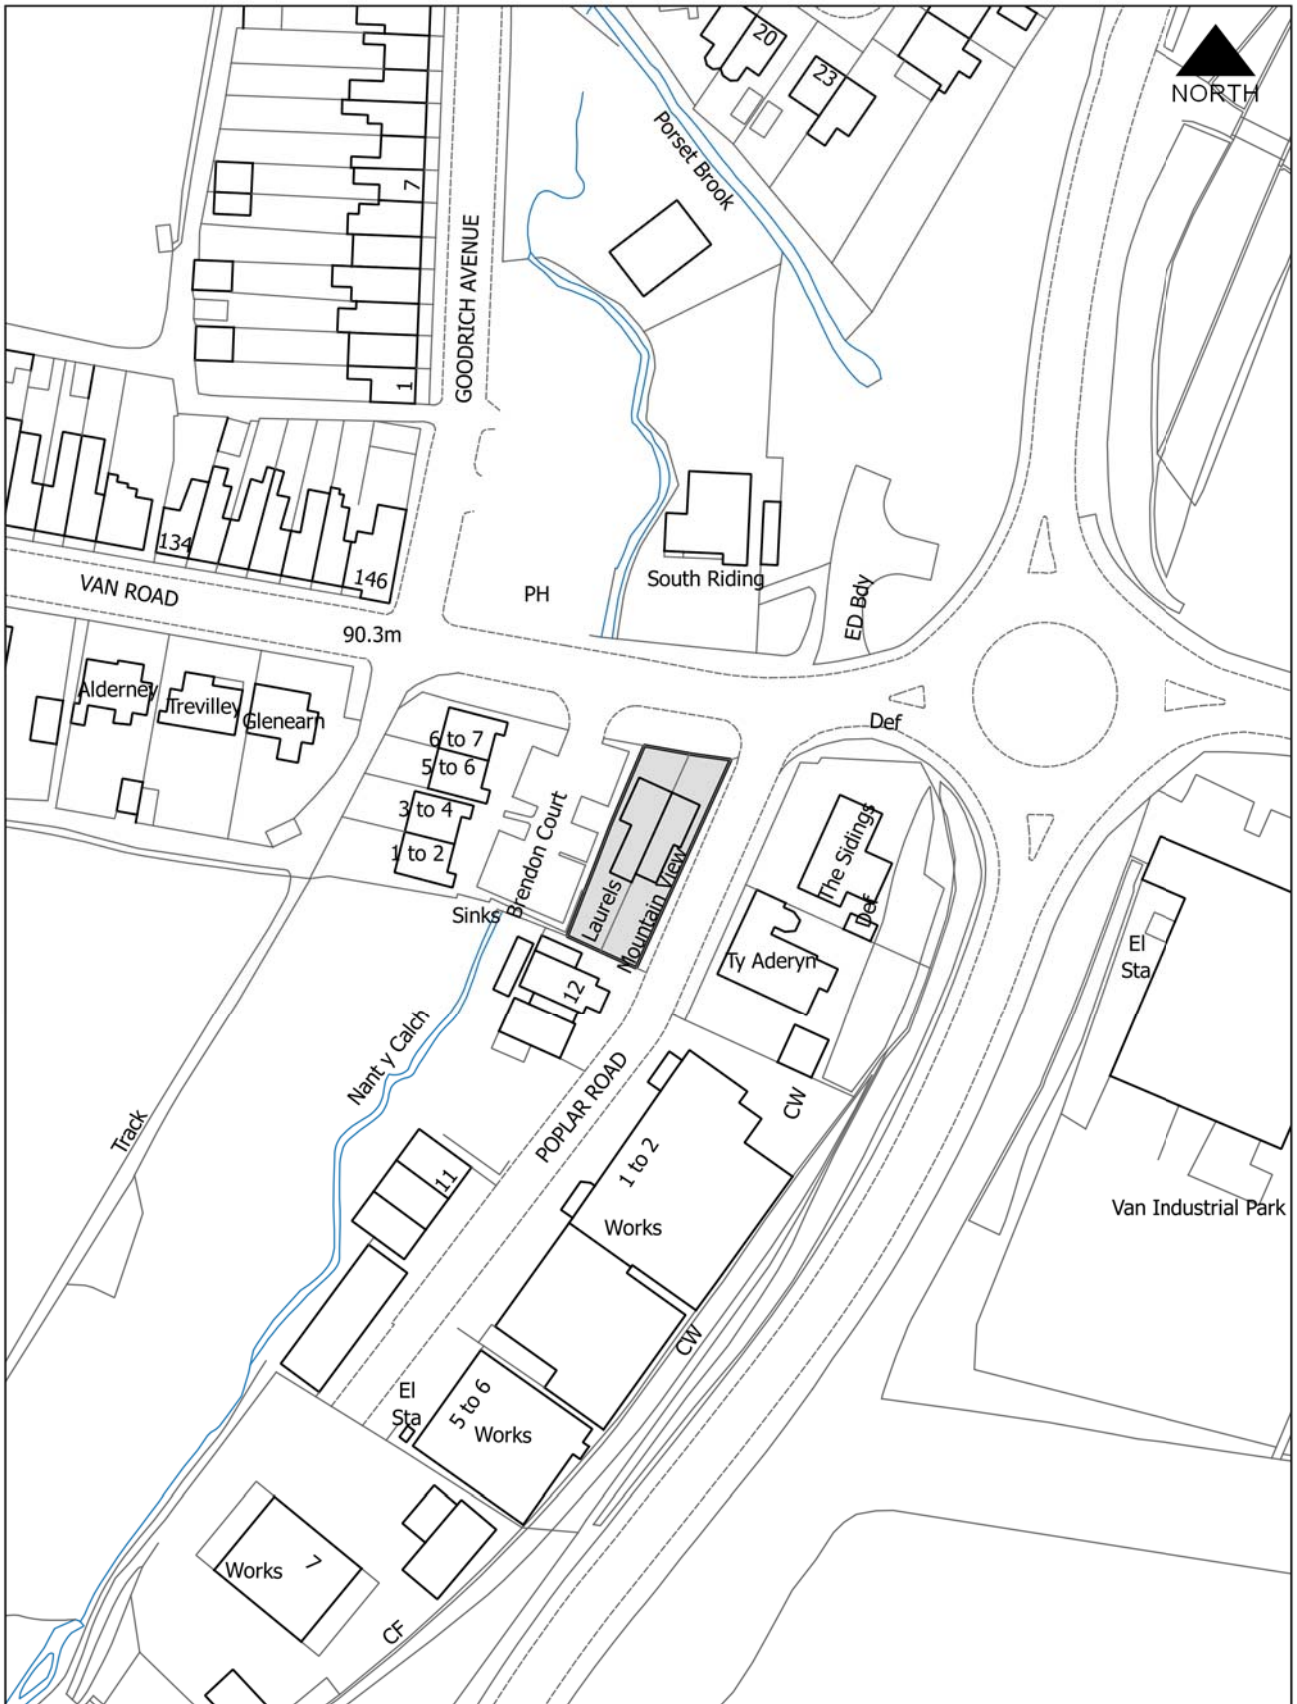 20
23
NORTH
Porset Brook
7
GOODRICH AVENUE
1
134
146
VAN ROAD
90.3m
PH
South Riding
ED Bdy
Alderney
Trevilley
Glenearn
6 to 7
5 to 6
3 to 4
1 to 2
Brendon Court
Sinks
Laurels
Mountain View
Def
The Sidings
Def
Ty Aderyn
El
Sta
12
Nant y Calch
Track
POPLAR ROAD
CW
11
1 to 2
Works
Van Industrial Park
CW
El
Sta
5 to 6
Works
Works
7
CF